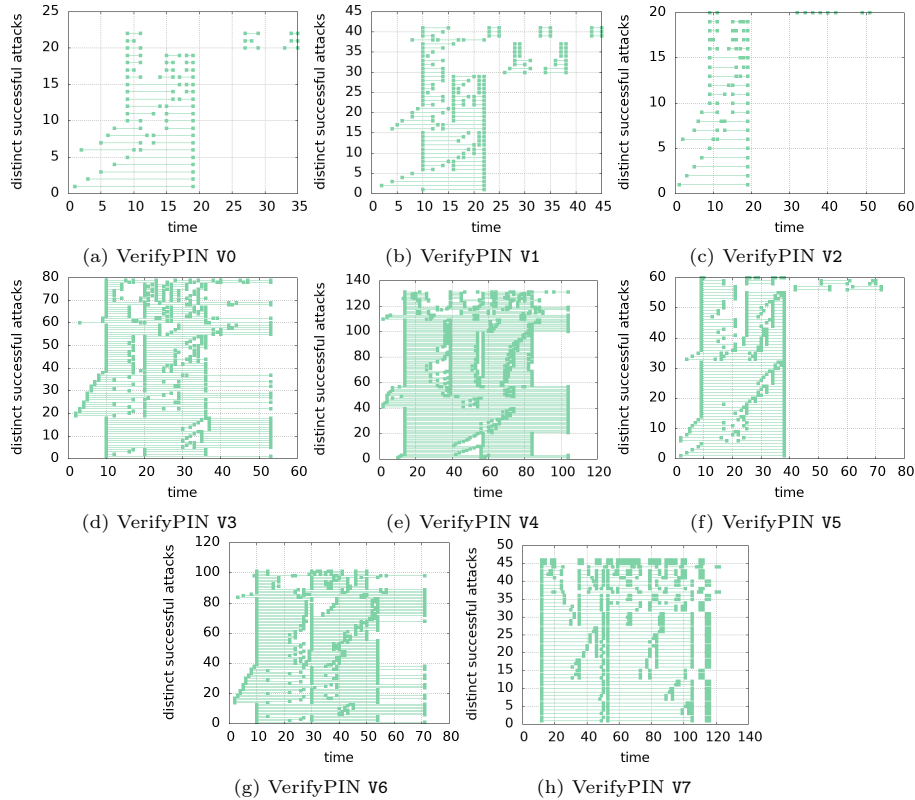 distinct successful attacks
25
20
15
10
5
0
0 5 10 15 20 25 30 35
time
(a) VerifyPIN V0
distinct successful attacks
45
40
35
30
25
20
15
10
5
0
0 5 10 15 20 25 30 35 40 45
time
(b) VerifyPIN V1
distinct successful attacks
20
15
10
5
0
0 10 20 30 40 50 60
time
(c) VerifyPIN V2
distinct successful attacks
80
70
60
50
40
30
20
10
0
0 10 20 30 40 50 60
time
(d) VerifyPIN V3
distinct successful attacks
140
120
100
80
60
40
20
0
0 20 40 60 80 100 120
time
(e) VerifyPIN V4
distinct successful attacks
60
50
40
30
20
10
0
0 10 20 30 40 50 60 70 80
time
(f) VerifyPIN V5
distinct successful attacks
120
100
80
60
40
20
0
0 10 20 30 40 50 60 70 80
time
(g) VerifyPIN V6
distinct successful attacks
50
45
40
35
30
25
20
15
10
5
0
0 20 40 60 80 100 120 140
time
(h) VerifyPIN V7